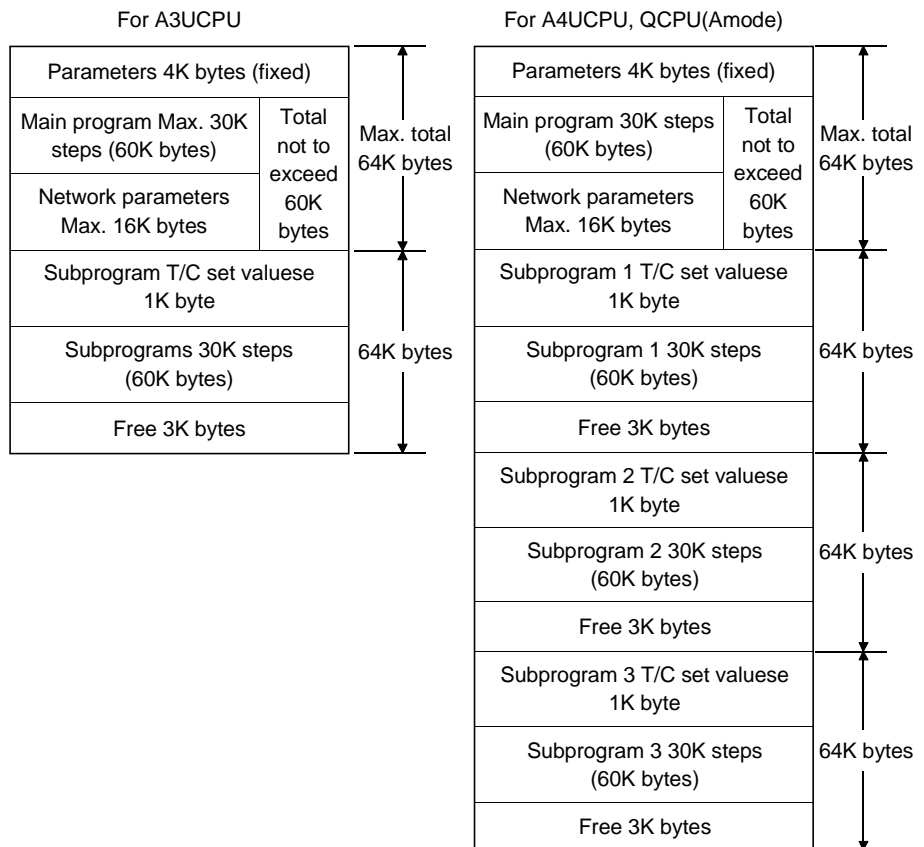 For A3UCPU
Parameters 4K bytes (fixed)
Main program Max. 30K
steps (60K bytes)
Network parameters
Max. 16K bytes
Total
not to
exceed
60K
bytes
Max. total
64K bytes
Subprogram T/C set valuese
1K byte
Subprograms 30K steps
(60K bytes)
Free 3K bytes
64K bytes
For A4UCPU, QCPU(Amode)
Parameters 4K bytes (fixed)
Main program 30K steps
(60K bytes)
Network parameters
Max. 16K bytes
Total
not to
exceed
60K
bytes
Max. total
64K bytes
Subprogram 1 T/C set valuese
1K byte
Subprogram 1 30K steps
(60K bytes)
Free 3K bytes
64K bytes
Subprogram 2 T/C set valuese
1K byte
Subprogram 2 30K steps
(60K bytes)
Free 3K bytes
64K bytes
Subprogram 3 T/C set valuese
1K byte
Subprogram 3 30K steps
(60K bytes)
Free 3K bytes
64K bytes